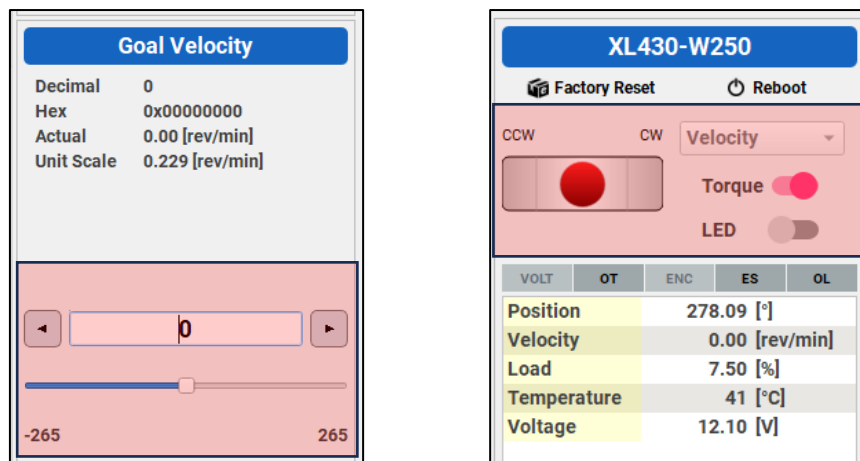 Goal Velocity
Decimal 0
Hex 0x00000000
Actual 0.00 [rev/min]
Unit Scale 0.229 [rev/min]
0
-265 265
XL430-W250
Factory Reset Reboot
CCW CW Velocity
Torque
LED
VOLT OT ENC ES OL
Position 278.09 [°]
Velocity 0.00 [rev/min]
Load 7.50 [%]
Temperature 41 [°C]
Voltage 12.10 [V]